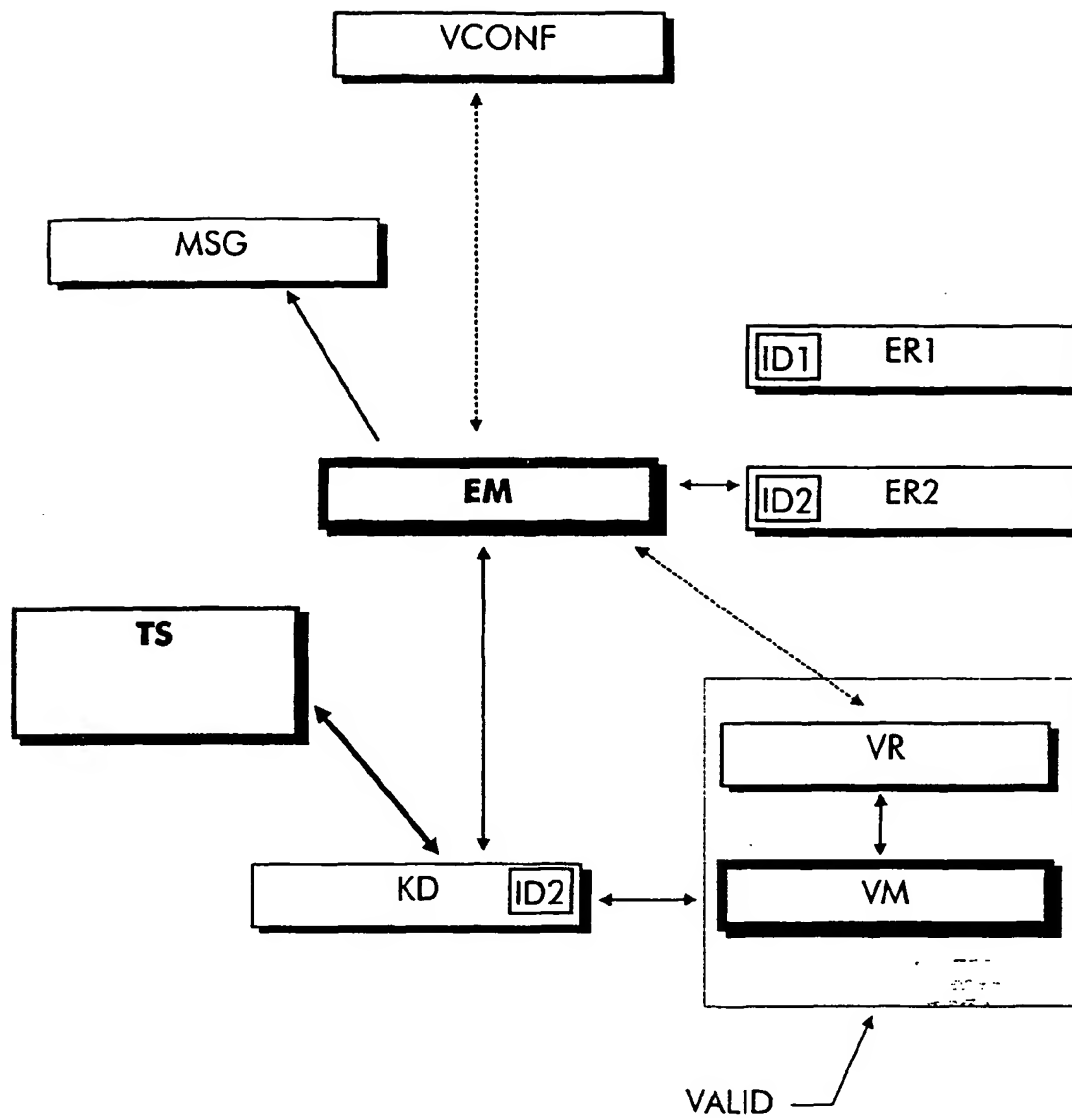 VCONF
MSG
ID1 ER1
EM
ID2 ER2
TS
VR
KD ID2
VM
VALID